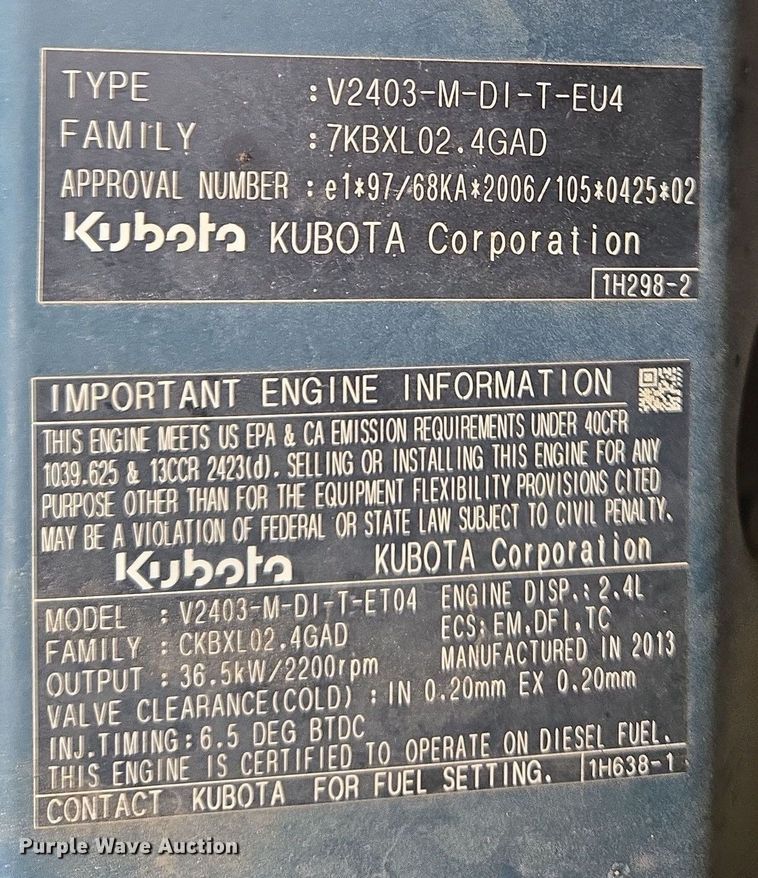 TYPE : V2403-M-DI-T-EU4
FAMILY : 7KBXL02.4GAD
APPROVAL NUMBER : e1*97/68KA*2006/105*0425*02
Kubota KUBOTA Corporation
1H298-2
IMPORTANT ENGINE INFORMATION
THIS ENGINE MEETS US EPA & CA EMISSION REQUIREMENTS UNDER 40CFR
1039.625 & 13CCR 2423(d). SELLING OR INSTALLING THIS ENGINE FOR ANY
PURPOSE OTHER THAN FOR THE EQUIPMENT FLEXIBILITY PROVISIONS CITED
MAY BE A VIOLATION OF FEDERAL OR STATE LAW SUBJECT TO CIVIL PENALTY.
Kubota KUBOTA Corporation
MODEL : V2403-M-DI-T-ET04 ENGINE DISP.: 2.4L
FAMILY : CKBXL02.4GAD ECS: EM,DFI,TC
OUTPUT : 36.5kW/2200rpm MANUFACTURED IN 2013
VALVE CLEARANCE(COLD) : IN 0.20mm EX 0.20mm
INJ.TIMING:6.5 DEG BTDC
THIS ENGINE IS CERTIFIED TO OPERATE ON DIESEL FUEL.
CONTACT KUBOTA FOR FUEL SETTING. 1H638-1
Purple Wave Auction